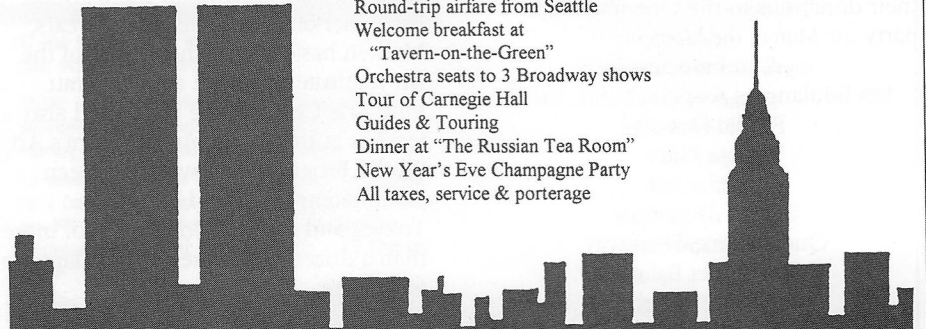 Round-trip airfare from Seattle
Welcome breakfast at
"Tavern-on-the-Green"
Orchestra seats to 3 Broadway shows
Tour of Carnegie Hall
Guides & Touring
Dinner at "The Russian Tea Room"
New Year's Eve Champagne Party
All taxes, service & porterage